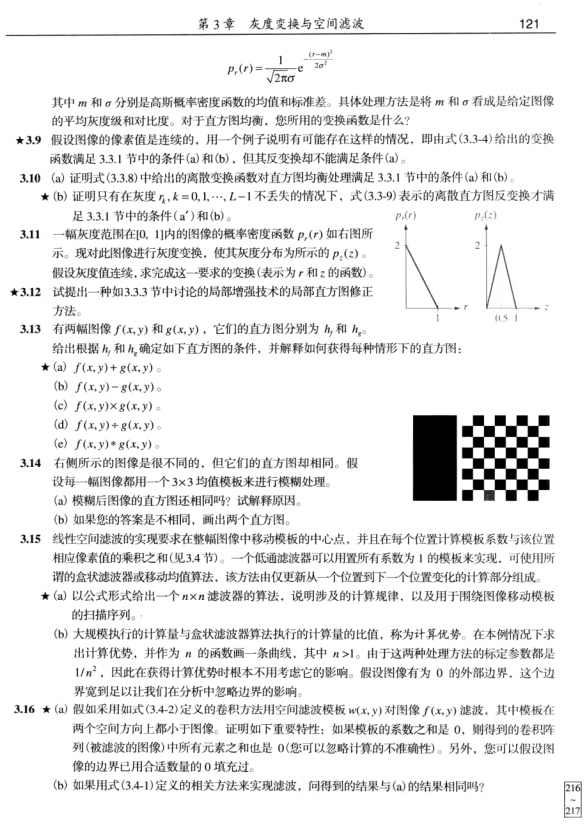 第3章 灰度变换与空间滤波 121
p_r(r) = \frac{1}{\sqrt{2\pi}\sigma} e^{-\frac{(r-m)^2}{2\sigma^2}}
其中 m 和 σ 分别是高斯概率密度函数的均值和标准差。具体处理方法是将 m 和 σ 看成是给定图像
的平均灰度级和对比度。对于直方图均衡，您所用的变换函数是什么?
★3.9 假设图像的像素值是连续的，用一个例子说明有可能存在这样的情况，即由式(3.3-4)给出的变换
函数满足 3.3.1 节中的条件(a)和(b)，但其反变换却不能满足条件(a)。
3.10 (a) 证明式(3.3.8)中给出的离散变换函数对直方图均衡处理满足 3.3.1 节中的条件(a)和(b)。
★(b) 证明只有在灰度 r_k, k = 0, 1, ⋯, L−1 不丢失的情况下，式(3.3-9)表示的离散直方图反变换才满
足 3.3.1 节中的条件(a′)和(b)。
3.11 一幅灰度范围在[0, 1]内的图像的概率密度函数 p_r(r) 如右图所
示。现对此图像进行灰度变换，使其灰度分布为所示的 p_z(z)。
假设灰度值连续，求完成这一要求的变换(表示为 r 和 z 的函数)。
p_r(r) p_z(z)
2 2
r z
1 0.5 1
★3.12 试提出一种如3.3.3节中讨论的局部增强技术的局部直方图修正
方法。
3.13 有两幅图像 f(x,y) 和 g(x,y)，它们的直方图分别为 h_f 和 h_g。
给出根据 h_f 和 h_g 确定如下直方图的条件，并解释如何获得每种情形下的直方图：
★(a) f(x,y) + g(x,y)。
(b) f(x,y) − g(x,y)。
(c) f(x,y) × g(x,y)。
(d) f(x,y) ÷ g(x,y)。
(e) f(x,y) * g(x,y)。
3.14 右侧所示的图像是很不同的，但它们的直方图却相同。假
设每一幅图像都用一个 3×3 均值模板来进行模糊处理。
(a) 模糊后图像的直方图还相同吗? 试解释原因。
(b) 如果您的答案是不相同，画出两个直方图。
3.15 线性空间滤波的实现要求在整幅图像中移动模板的中心点，并且在每个位置计算模板系数与该位置
相应像素值的乘积之和(见3.4节)。一个低通滤波器可以用置所有系数为 1 的模板来实现，可使用所
谓的盒状滤波器或移动均值算法，该方法由仅更新从一个位置到下一个位置变化的计算部分组成。
★(a) 以公式形式给出一个 n×n 滤波器的算法，说明涉及的计算规律，以及用于围绕图像移动模板
的扫描序列。
(b) 大规模执行的计算量与盒状滤波器算法执行的计算量的比值，称为计算优势。在本例情况下求
出计算优势，并作为 n 的函数画一条曲线，其中 n >1。由于这两种处理方法的标定参数都是
1/n²，因此在获得计算优势时根本不用考虑它的影响。假设图像有为 0 的外部边界，这个边
界宽到足以让我们在分析中忽略边界的影响。
3.16 ★(a) 假如采用如式(3.4-2)定义的卷积方法用空间滤波模板 w(x,y) 对图像 f(x,y) 滤波，其中模板在
两个空间方向上都小于图像。证明如下重要特性：如果模板的系数之和是 0，则得到的卷积阵
列(被滤波的图像)中所有元素之和也是 0(您可以忽略计算的不准确性)。另外，您可以假设图
像的边界已用合适数量的 0 填充过。
(b) 如果用式(3.4-1)定义的相关方法来实现滤波，问得到的结果与(a)的结果相同吗?
216
~
217